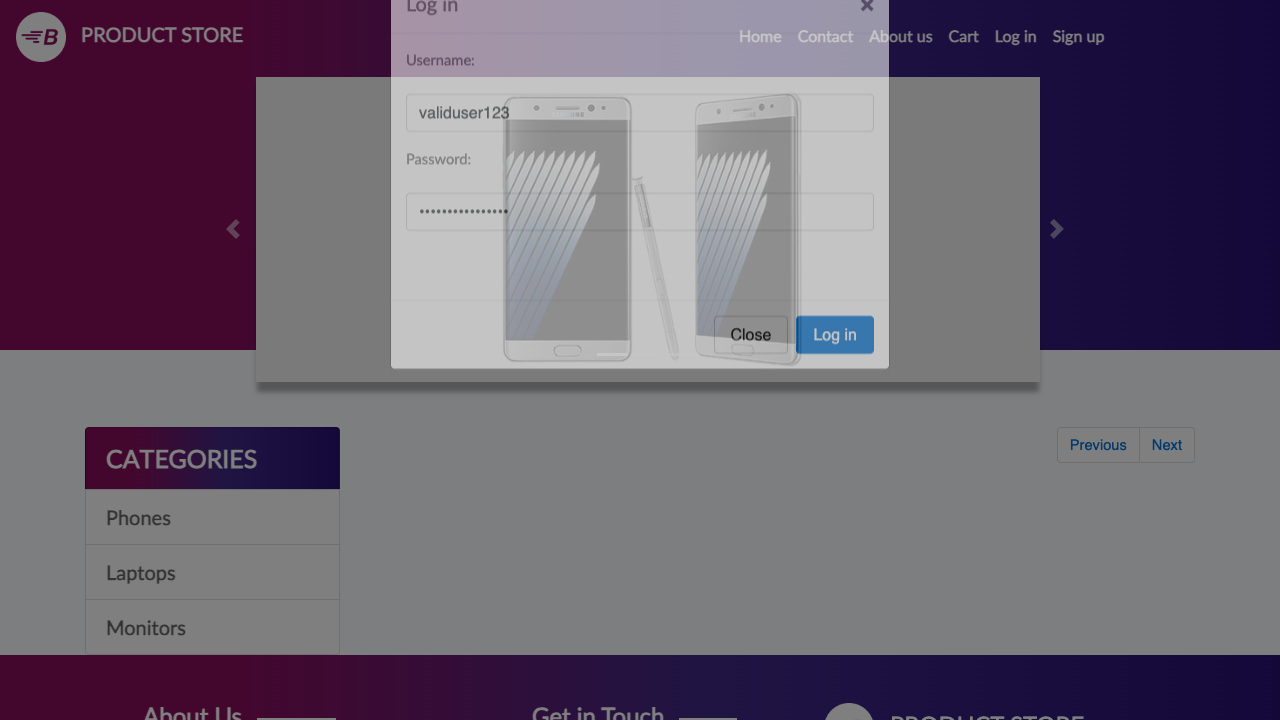 B PRODUCT STORE
Home Contact About us Cart Log in Sign up
Log in ×
Username:
validuser123
Password:
••••••••••••••••
Close Log in
CATEGORIES
Phones
Laptops
Monitors
Previous Next
About Us
Get in Touch
PRODUCT STORE